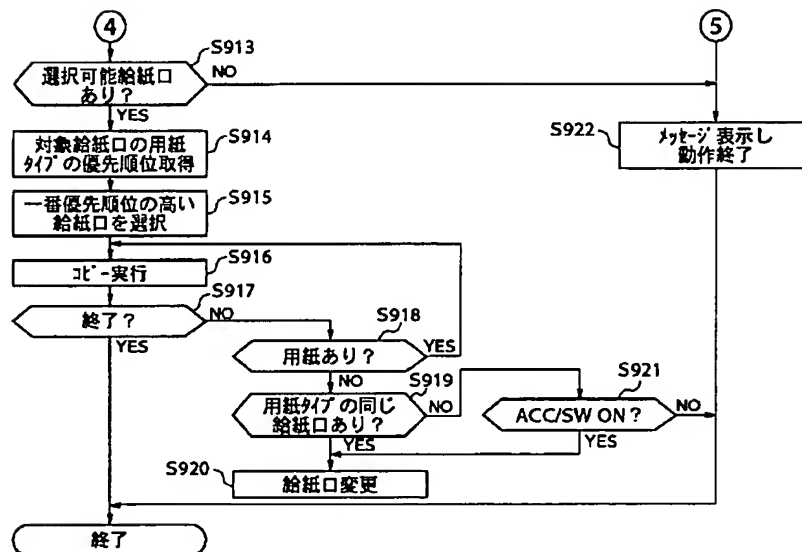 ④
⑤
S913
選択可能給紙口
あり?
NO
YES
S914
対象給紙口の用紙
タイプの優先順位取得
S922
メッセージ表示し
動作終了
S915
一番優先順位の高い
給紙口を選択
S916
コピー実行
S917
終了?
NO
YES
S918
用紙あり?
YES
NO
S919
用紙タイプの同じ
給紙口あり?
NO
YES
S921
ACC/SW ON?
NO
YES
S920
給紙口変更
終了